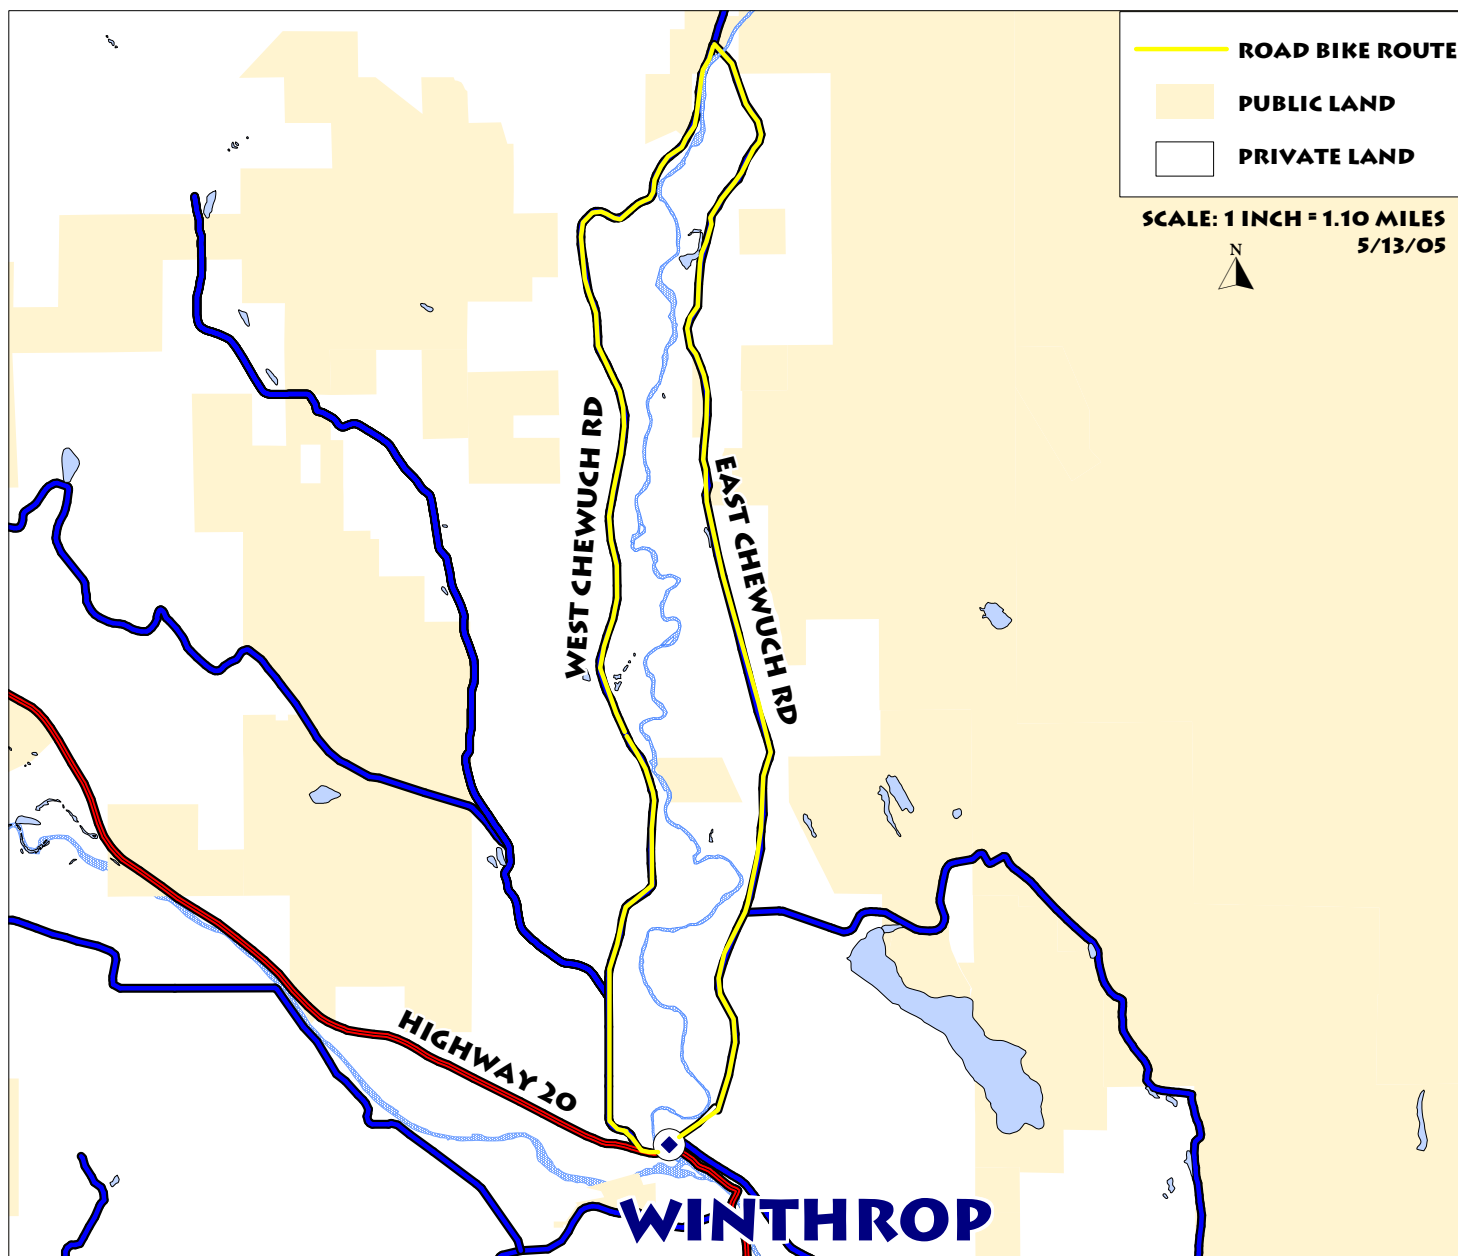 ROAD BIKE ROUTE
PUBLIC LAND
PRIVATE LAND
SCALE: 1 INCH = 1.10 MILES
5/13/05
N
WEST CHEWUCH RD
EAST CHEWUCH RD
HIGHWAY 20
WINTHROP